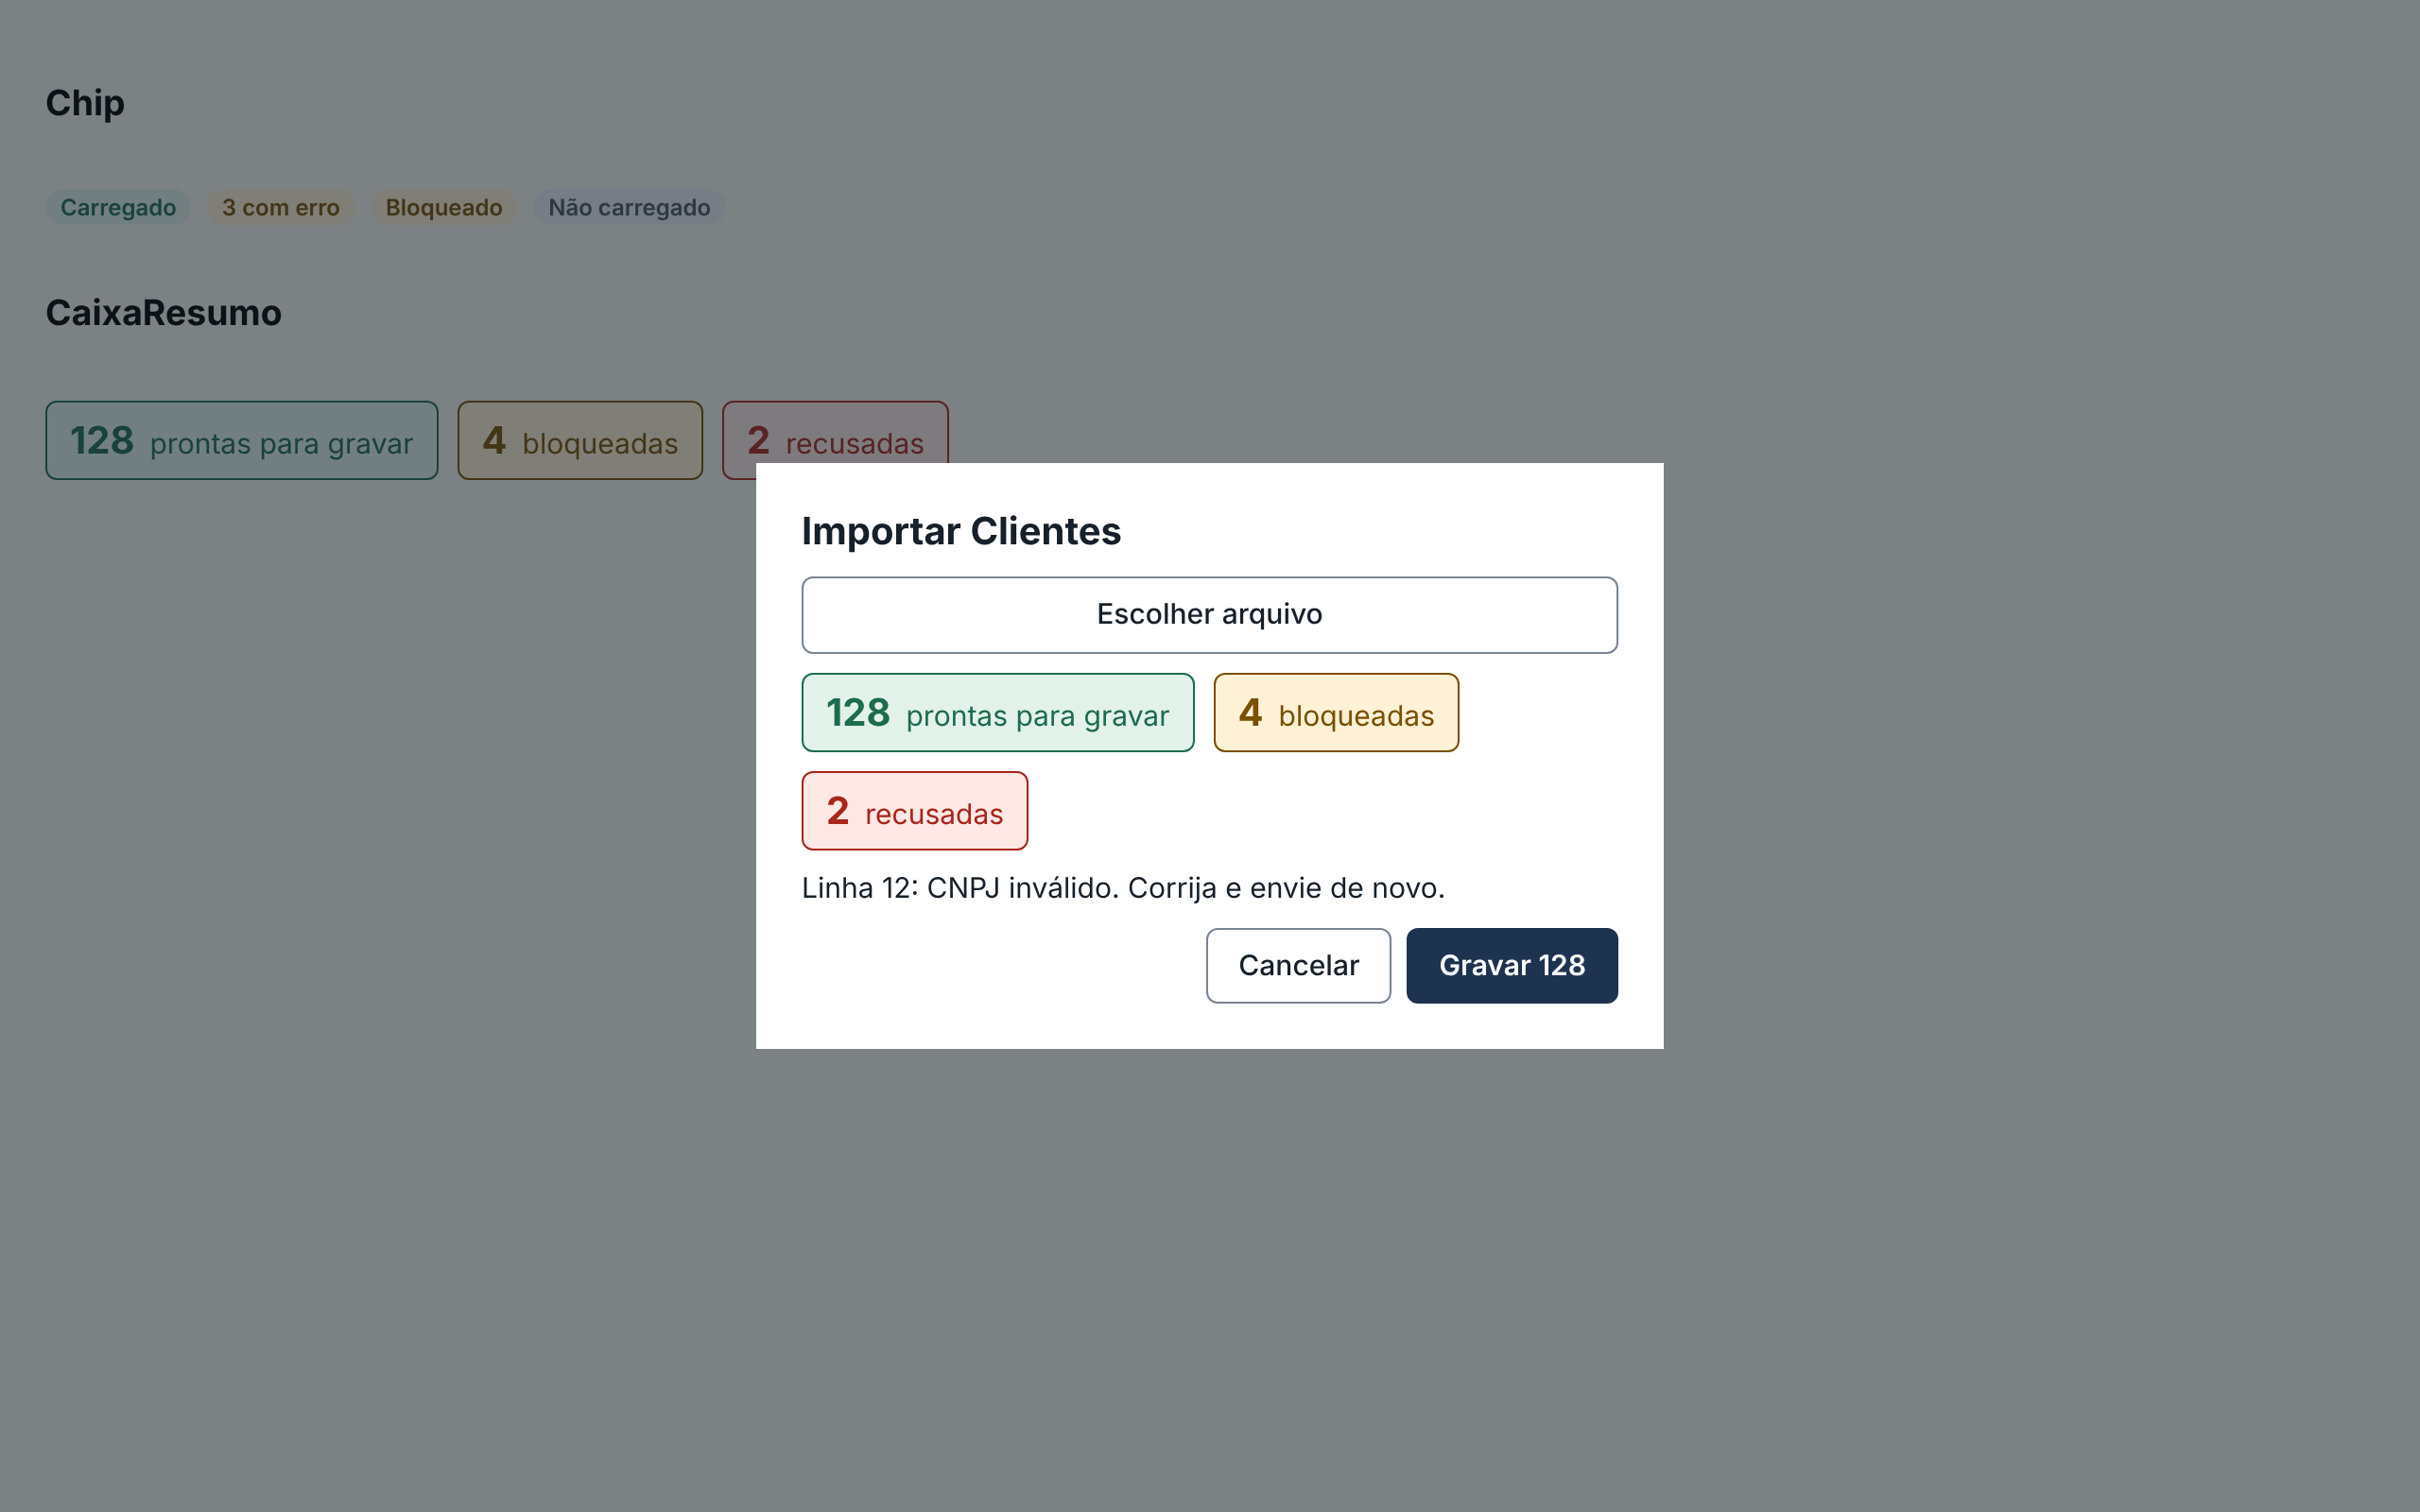 Chip
Carregado 3 com erro Bloqueado Não carregado
CaixaResumo
128 prontas para gravar 4 bloqueadas 2 recusadas
Importar Clientes
Escolher arquivo
128 prontas para gravar 4 bloqueadas
2 recusadas
Linha 12: CNPJ inválido. Corrija e envie de novo.
Cancelar Gravar 128